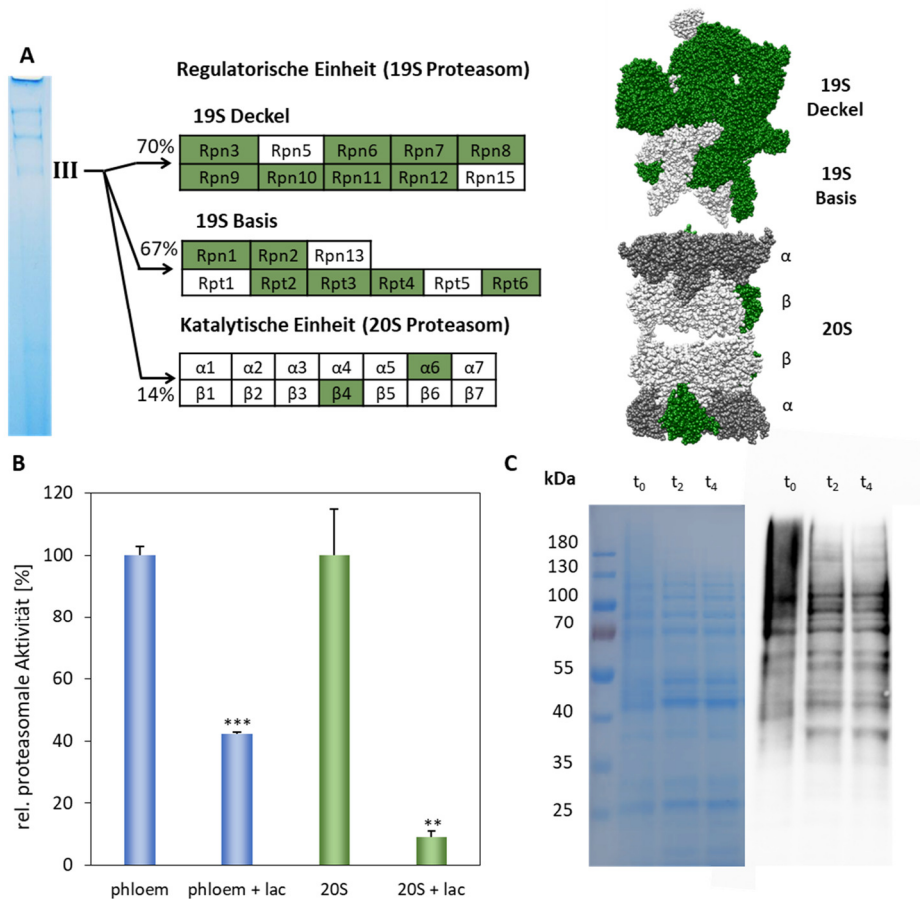 A
Regulatorische Einheit (19S Proteasom)
19S Deckel
70%
Rpn3 Rpn5 Rpn6 Rpn7 Rpn8
Rpn9 Rpn10 Rpn11 Rpn12 Rpn15
III
19S Basis
67%
Rpn1 Rpn2 Rpn13
Rpt1 Rpt2 Rpt3 Rpt4 Rpt5 Rpt6
Katalytische Einheit (20S Proteasom)
α1 α2 α3 α4 α5 α6 α7
14%
β1 β2 β3 β4 β5 β6 β7
19S
Deckel
19S
Basis
α
β
20S
β
α
B
rel. proteasomale Aktivität [%]
120
100
80
60
40
20
0
***
**
phloem phloem + lac 20S 20S + lac
C
kDa t0 t2 t4 t0 t2 t4
180
130
100
70
55
40
35
25